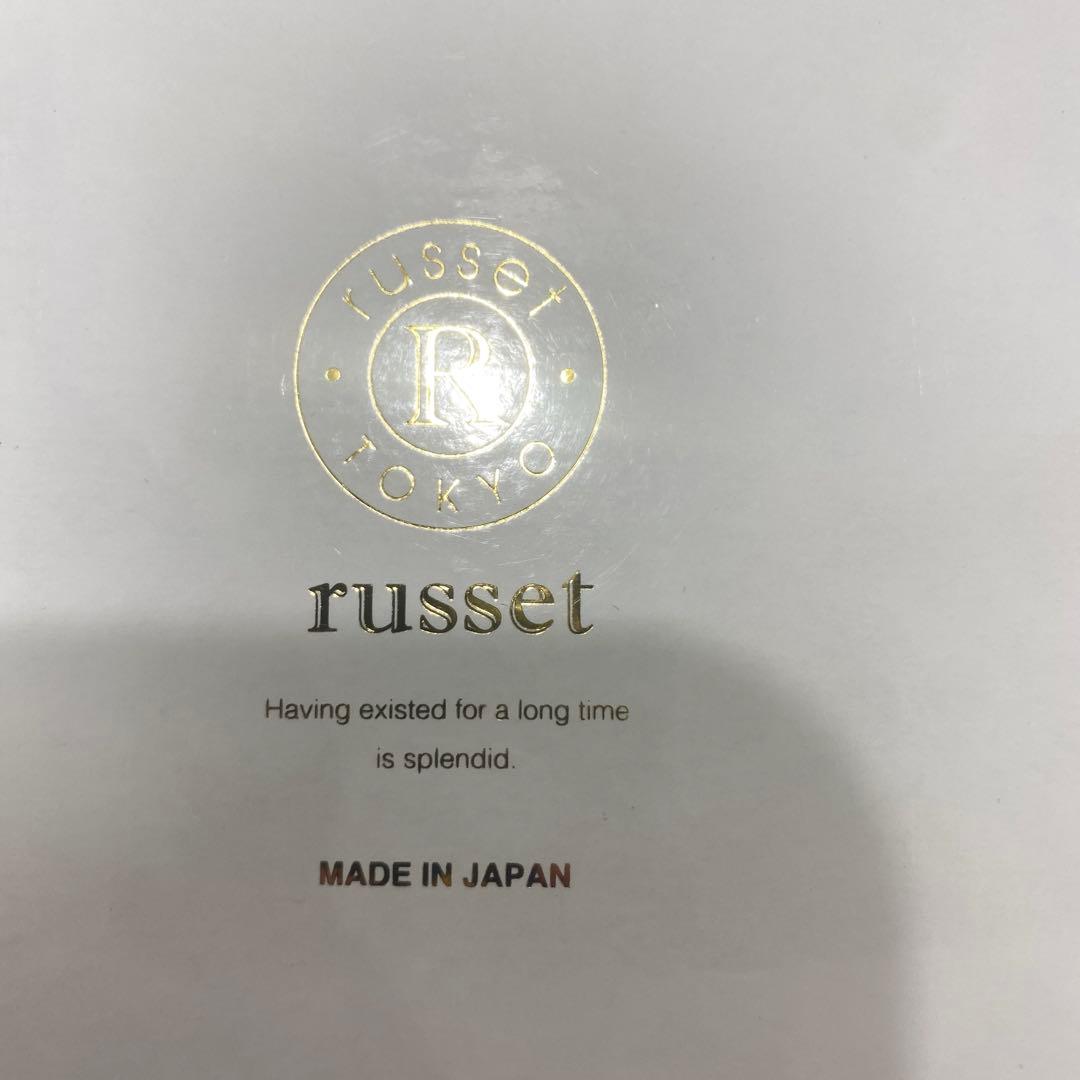 russet
R
TOKYO
russet
Having existed for a long time
is splendid.
MADE IN JAPAN